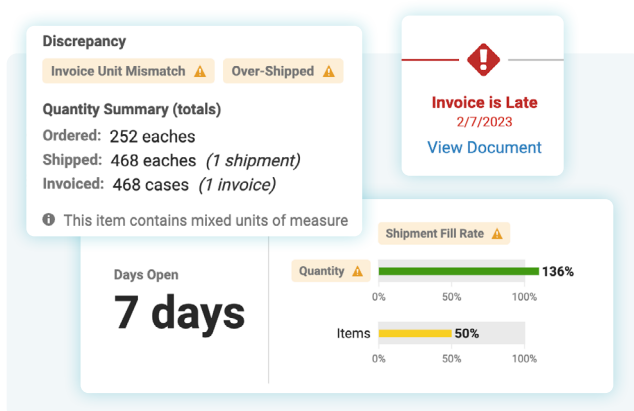 Discrepancy
Invoice Unit Mismatch
Over-Shipped
Quantity Summary (totals)
Ordered: 252 eaches
Shipped: 468 eaches (1 shipment)
Invoiced: 468 cases (1 invoice)
This item contains mixed units of measure
Invoice is Late
2/7/2023
View Document
Days Open
7 days
Shipment Fill Rate
Quantity 136%
0% 50% 100%
Items 50%
0% 50% 100%